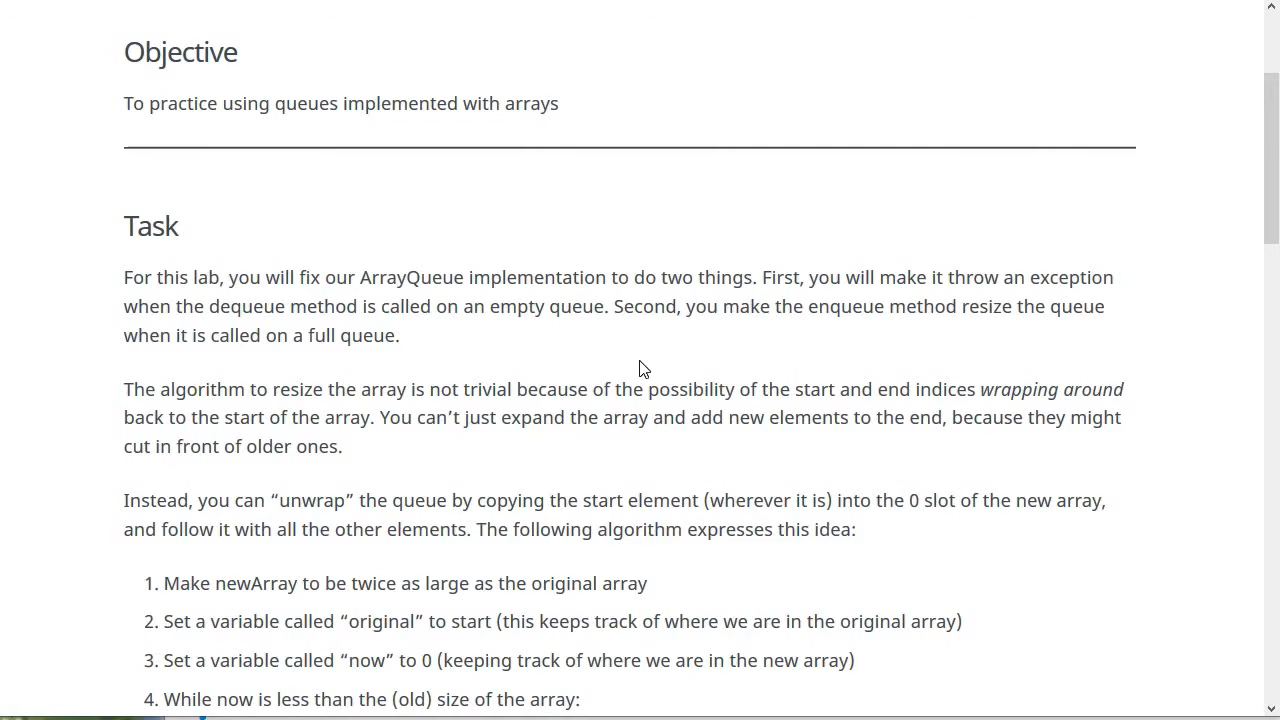 Objective
To practice using queues implemented with arrays
Task
For this lab, you will fix our ArrayQueue implementation to do two things. First, you will make it throw an exception
when the dequeue method is called on an empty queue. Second, you make the enqueue method resize the queue
when it is called on a full queue.
The algorithm to resize the array is not trivial because of the possibility of the start and end indices wrapping around
back to the start of the array. You can’t just expand the array and add new elements to the end, because they might
cut in front of older ones.
Instead, you can “unwrap” the queue by copying the start element (wherever it is) into the 0 slot of the new array,
and follow it with all the other elements. The following algorithm expresses this idea:
1. Make newArray to be twice as large as the original array
2. Set a variable called “original” to start (this keeps track of where we are in the original array)
3. Set a variable called “now” to 0 (keeping track of where we are in the new array)
4. While now is less than the (old) size of the array: